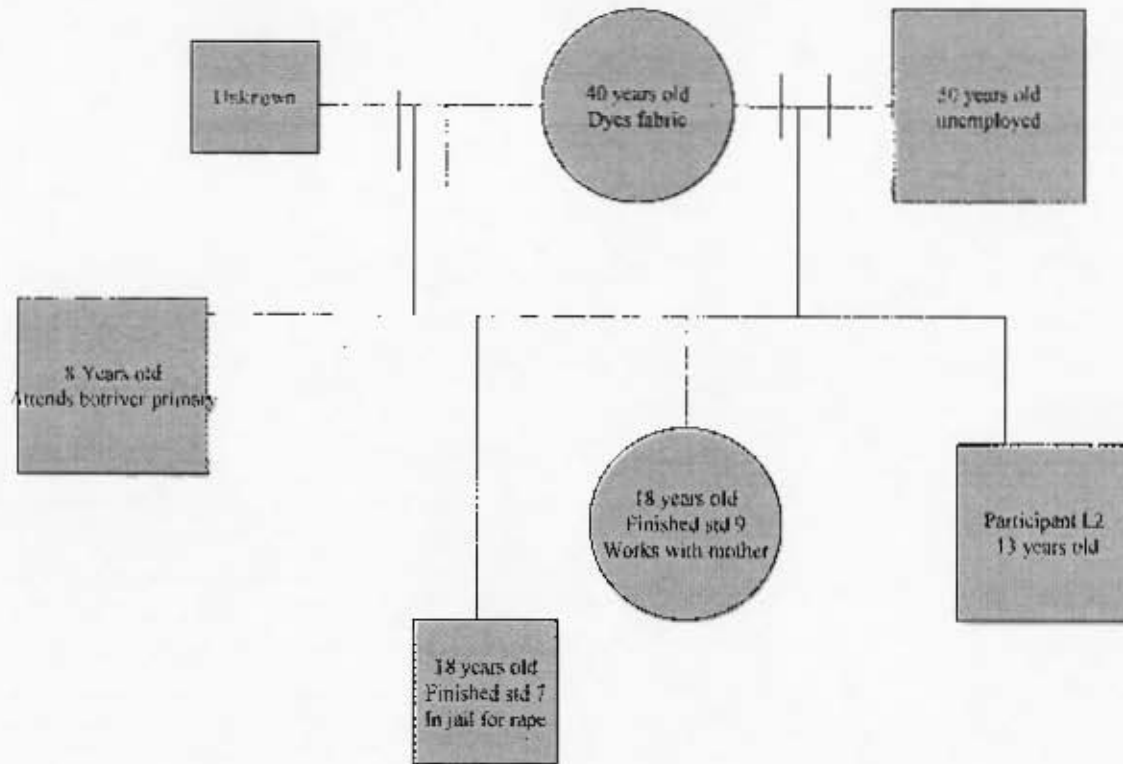 Unknown
40 years old
Dyes fabric
50 years old
unemployed
8 Years old
Attends botriver primary
18 years old
Finished std 9
Works with mother
Participant L2
13 years old
18 years old
Finished std 7
In jail for rape